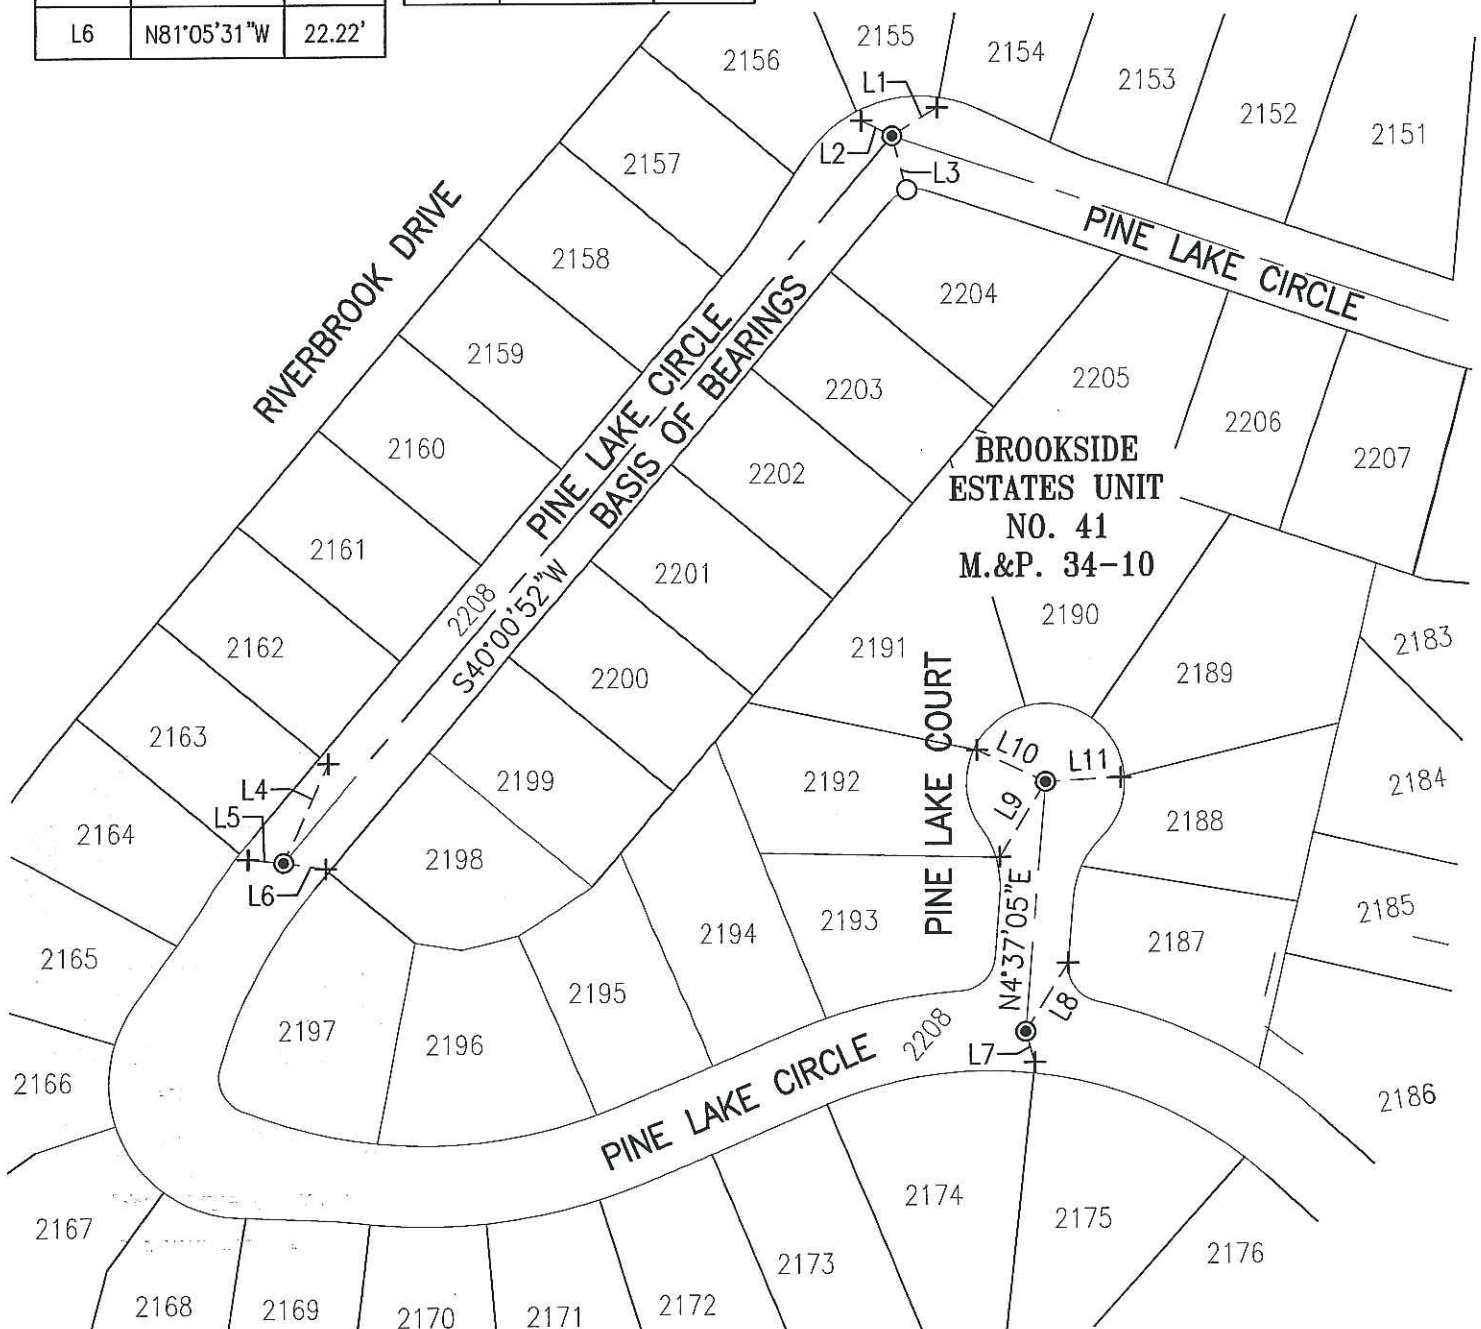 L6 N81°05'31"W 22.22'
2155
2154
2156
2153
L1
2152
2151
2157
L2
L3
RIVERBROOK DRIVE
PINE LAKE CIRCLE
2158
2204
2159
PINE LAKE CIRCLE
BASIS OF BEARINGS
2203
2205
2206
2160
2207
BROOKSIDE
ESTATES UNIT
NO. 41
M.&P. 34-10
2202
2161
2201
2208
S40°00'52"W
2190
2162
2191
2183
2200
2189
PINE LAKE COURT
2163
L10
L11
2199
2192
2184
L4
L9
L5
2188
2164
2198
L6
N4°37'05"E
2193
2185
2194
2187
2165
2195
L8
2197
2208
2196
L7
PINE LAKE CIRCLE
2166
2186
2174
2175
2167
2176
2173
2168
2169
2170
2171
2172